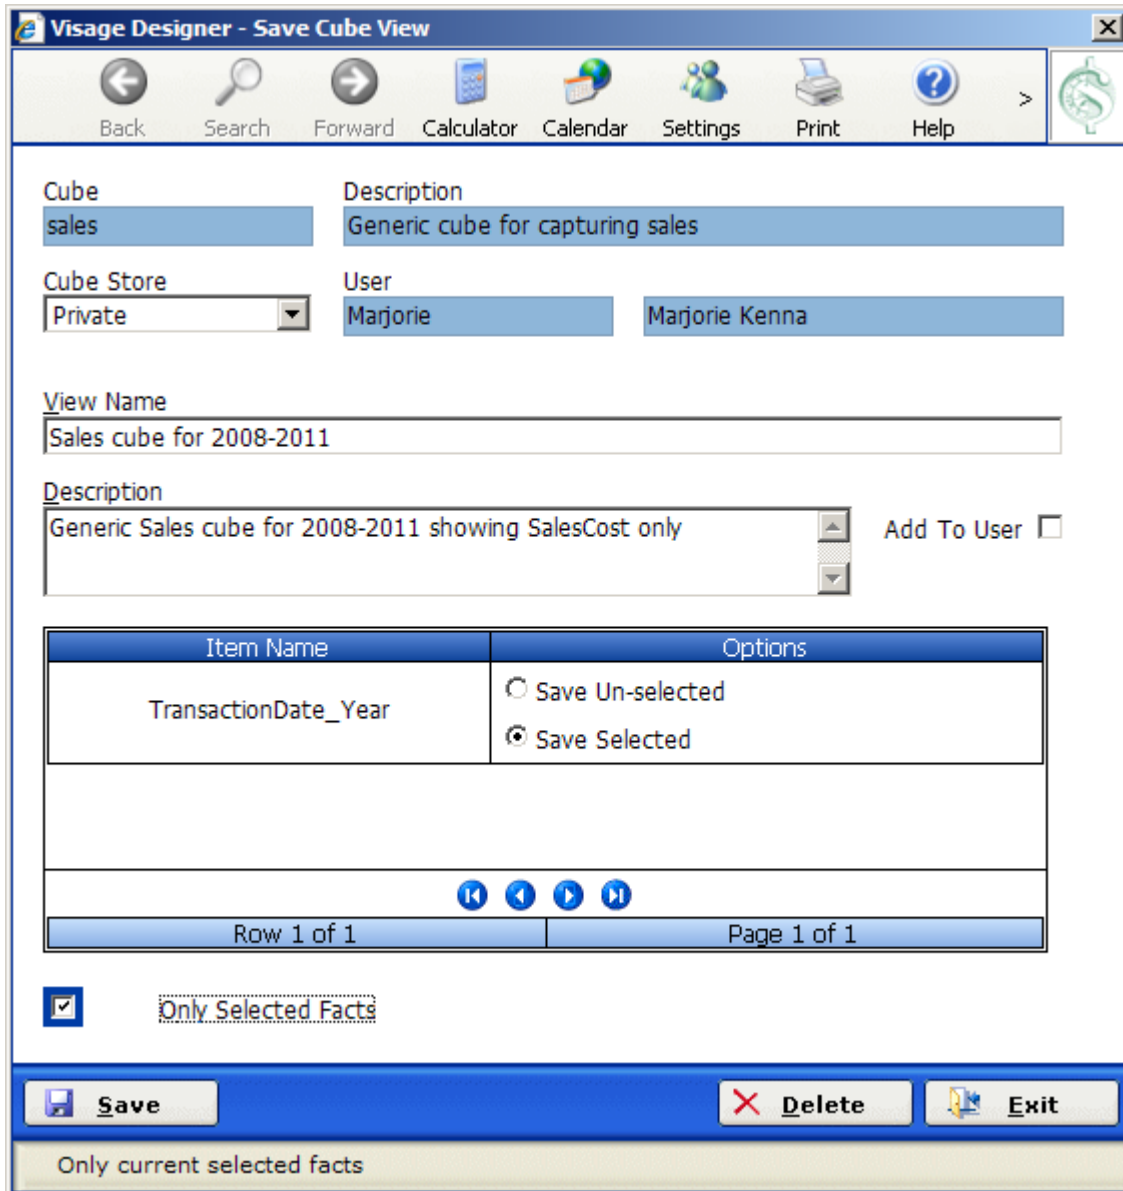 Visage Designer - Save Cube View
Back Search Forward Calculator Calendar Settings Print Help >
Cube Description
sales Generic cube for capturing sales
Cube Store User
Private Marjorie Marjorie Kenna
View Name
Sales cube for 2008-2011
Description
Generic Sales cube for 2008-2011 showing SalesCost only
Add To User
Item Name Options
Save Un-selected
TransactionDate_Year
Save Selected
Row 1 of 1 Page 1 of 1
Only Selected Facts
Save Delete Exit
Only current selected facts